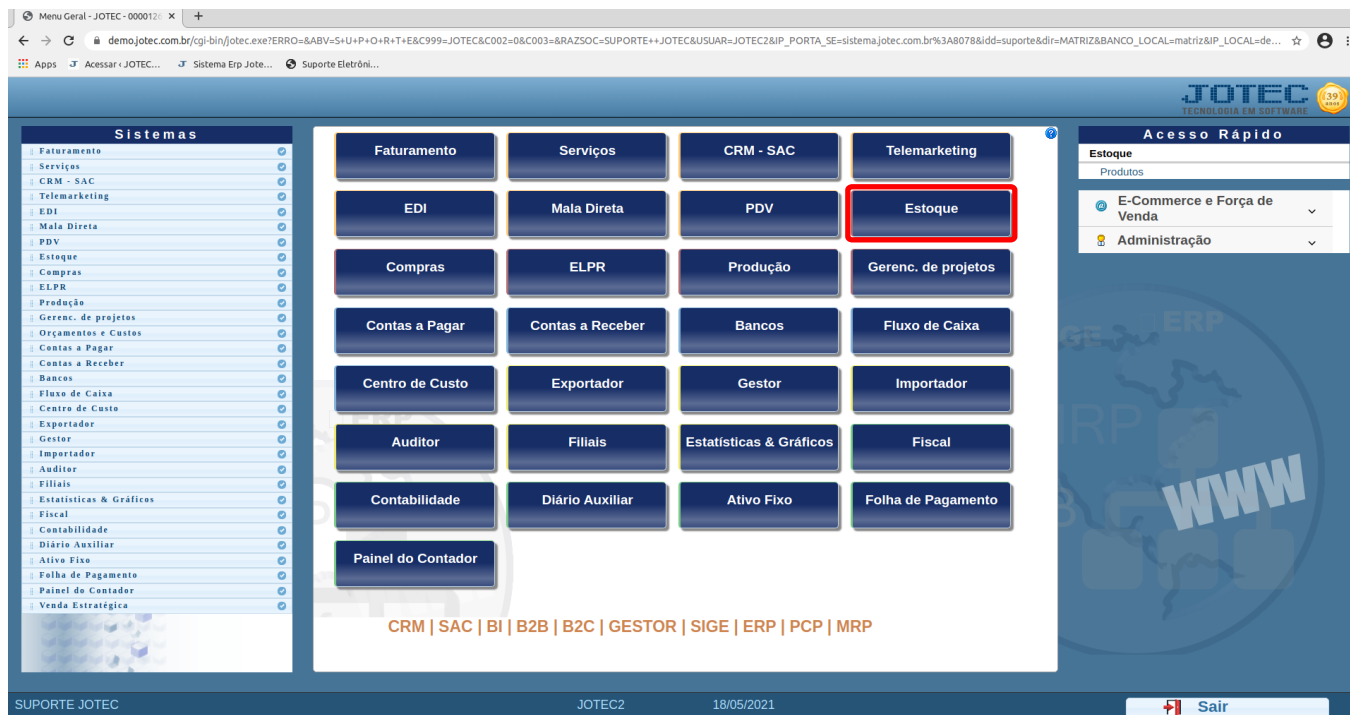 Menu Geral - JOTEC - 0000126
demo.jotec.com.br/cgi-bin/jotec.exe?ERRO=&ABV=S+U+P+O+R+T+E&C999=JOTEC&C002=0&C003=&RAZSOC=SUPORTE++JOTEC&USUAR=JOTEC2&IP_PORTA_SE=sistema.jotec.com.br%3A8078&idd=suporte&dir=MATRIZ&BANCO_LOCAL=matriz&IP_LOCAL=de...
Apps Acessar ‹ JOTEC... Sistema Erp Jote... Suporte Eletrôni...
JOTEC
TECNOLOGIA EM SOFTWARE
39
anos
Sistemas
Faturamento
Serviços
CRM - SAC
Telemarketing
EDI
Mala Direta
PDV
Estoque
Compras
ELPR
Produção
Gerenc. de projetos
Orçamentos e Custos
Contas a Pagar
Contas a Receber
Bancos
Fluxo de Caixa
Centro de Custo
Exportador
Gestor
Importador
Auditor
Filiais
Estatísticas & Gráficos
Fiscal
Contabilidade
Diário Auxiliar
Ativo Fixo
Folha de Pagamento
Painel do Contador
Venda Estratégica
Faturamento Serviços CRM - SAC Telemarketing
EDI Mala Direta PDV Estoque
Compras ELPR Produção Gerenc. de projetos
Contas a Pagar Contas a Receber Bancos Fluxo de Caixa
Centro de Custo Exportador Gestor Importador
Auditor Filiais Estatísticas & Gráficos Fiscal
Contabilidade Diário Auxiliar Ativo Fixo Folha de Pagamento
Painel do Contador
CRM | SAC | BI | B2B | B2C | GESTOR | SIGE | ERP | PCP | MRP
Acesso Rápido
Estoque
Produtos
E-Commerce e Força de
Venda
Administração
ERP
WWW
SUPORTE JOTEC JOTEC2 18/05/2021 Sair